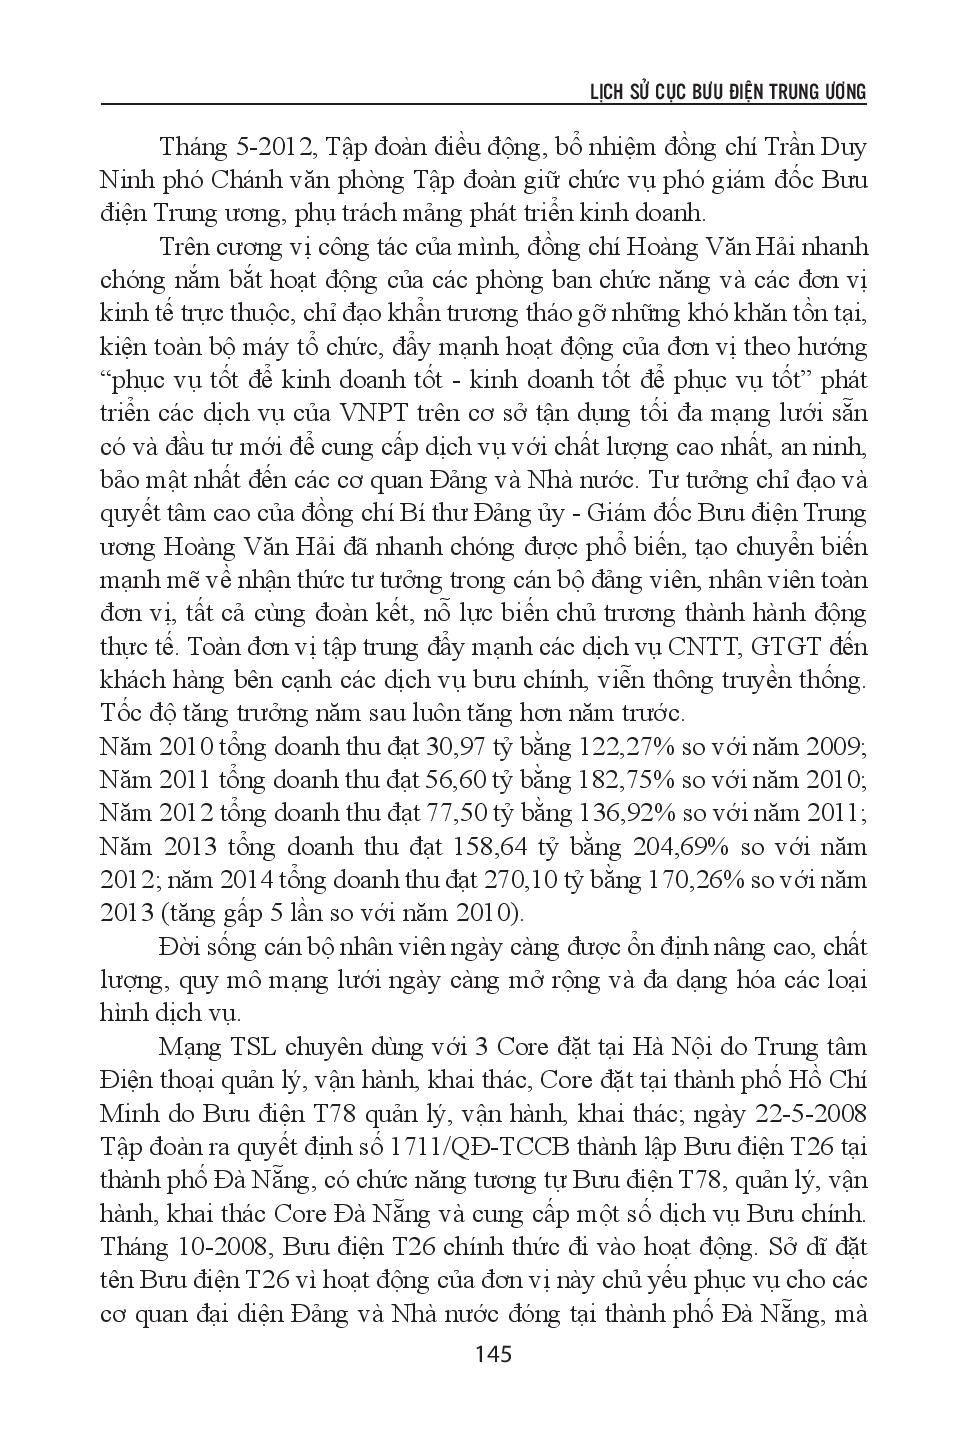 LỊCH SỬ CỤC BƯU ĐIỆN TRUNG ƯƠNG
Tháng 5-2012, Tập đoàn điều động, bổ nhiệm đồng chí Trần Duy
Ninh phó Chánh văn phòng Tập đoàn giữ chức vụ phó giám đốc Bưu
điện Trung ương, phụ trách mảng phát triển kinh doanh.
Trên cương vị công tác của mình, đồng chí Hoàng Văn Hải nhanh
chóng nắm bắt hoạt động của các phòng ban chức năng và các đơn vị
kinh tế trực thuộc, chỉ đạo khẩn trương tháo gỡ những khó khăn tồn tại,
kiện toàn bộ máy tổ chức, đẩy mạnh hoạt động của đơn vị theo hướng
“phục vụ tốt để kinh doanh tốt - kinh doanh tốt để phục vụ tốt” phát
triển các dịch vụ của VNPT trên cơ sở tận dụng tối đa mạng lưới sẵn
có và đầu tư mới để cung cấp dịch vụ với chất lượng cao nhất, an ninh,
bảo mật nhất đến các cơ quan Đảng và Nhà nước. Tư tưởng chỉ đạo và
quyết tâm cao của đồng chí Bí thư Đảng ủy - Giám đốc Bưu điện Trung
ương Hoàng Văn Hải đã nhanh chóng được phổ biến, tạo chuyển biến
mạnh mẽ về nhận thức tư tưởng trong cán bộ đảng viên, nhân viên toàn
đơn vị, tất cả cùng đoàn kết, nỗ lực biến chủ trương thành hành động
thực tế. Toàn đơn vị tập trung đẩy mạnh các dịch vụ CNTT, GTGT đến
khách hàng bên cạnh các dịch vụ bưu chính, viễn thông truyền thống.
Tốc độ tăng trưởng năm sau luôn tăng hơn năm trước.
Năm 2010 tổng doanh thu đạt 30,97 tỷ bằng 122,27% so với năm 2009;
Năm 2011 tổng doanh thu đạt 56,60 tỷ bằng 182,75% so với năm 2010;
Năm 2012 tổng doanh thu đạt 77,50 tỷ bằng 136,92% so với năm 2011;
Năm 2013 tổng doanh thu đạt 158,64 tỷ bằng 204,69% so với năm
2012; năm 2014 tổng doanh thu đạt 270,10 tỷ bằng 170,26% so với năm
2013 (tăng gấp 5 lần so với năm 2010).
Đời sống cán bộ nhân viên ngày càng được ổn định nâng cao, chất
lượng, quy mô mạng lưới ngày càng mở rộng và đa dạng hóa các loại
hình dịch vụ.
Mạng TSL chuyên dùng với 3 Core đặt tại Hà Nội do Trung tâm
Điện thoại quản lý, vận hành, khai thác, Core đặt tại thành phố Hồ Chí
Minh do Bưu điện T78 quản lý, vận hành, khai thác; ngày 22-5-2008
Tập đoàn ra quyết định số 1711/QĐ-TCCB thành lập Bưu điện T26 tại
thành phố Đà Nẵng, có chức năng tương tự Bưu điện T78, quản lý, vận
hành, khai thác Core Đà Nẵng và cung cấp một số dịch vụ Bưu chính.
Tháng 10-2008, Bưu điện T26 chính thức đi vào hoạt động. Sở dĩ đặt
tên Bưu điện T26 vì hoạt động của đơn vị này chủ yếu phục vụ cho các
cơ quan đại diện Đảng và Nhà nước đóng tại thành phố Đà Nẵng, mà
145